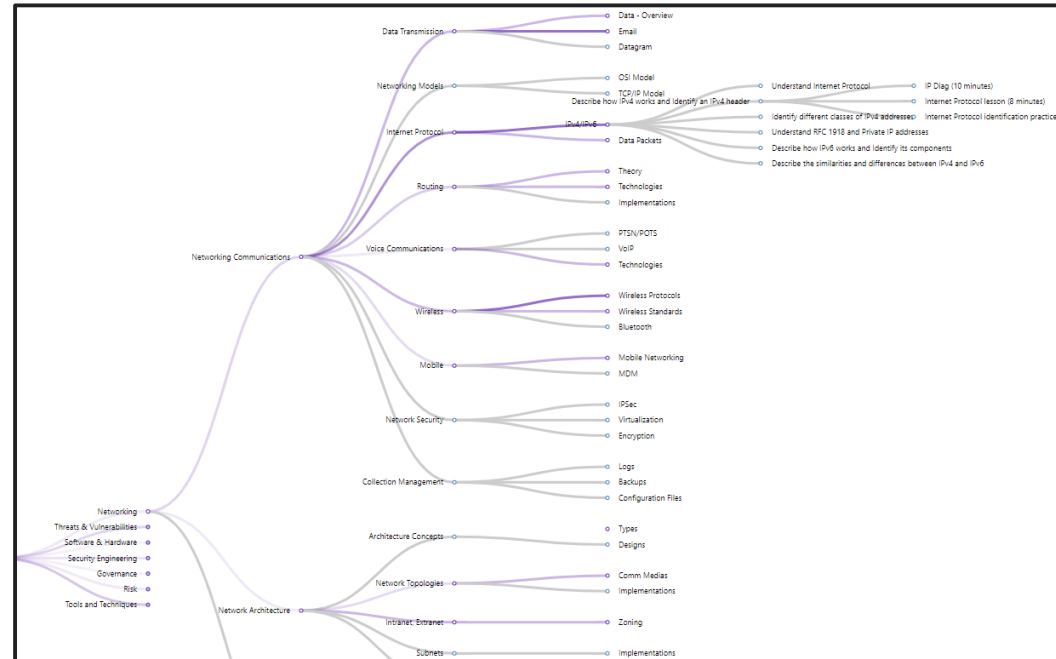 Data - Overview
Data Transmission
Email
Datagram
OSI Model
Networking Models
TCP/IP Model
Understand Internet Protocol
IP Diag (10 minutes)
Describe how IPv4 works and Identify an IPv4 header
Internet Protocol lesson (8 minutes)
Identify different classes of IPv4 addresses
Internet Protocol identification practice
IPv4/IPv6
Internet Protocol
Understand RFC 1918 and Private IP addresses
Data Packets
Describe how IPv6 works and Identify its components
Describe the similarities and differences between IPv4 and IPv6
Theory
Routing
Technologies
Implementations
PTSN/POTS
Voice Communications
VoIP
Networking Communications
Technologies
Wireless Protocols
Wireless
Wireless Standards
Bluetooth
Mobile Networking
Mobile
MDM
IPSec
Network Security
Virtualization
Encryption
Logs
Collection Management
Backups
Configuration Files
Networking
Threats & Vulnerabilities
Software & Hardware
Security Engineering
Governance
Risk
Tools and Techniques
Types
Architecture Concepts
Designs
Comm Medias
Network Topologies
Implementations
Network Architecture
Intranet, Extranet
Zoning
Subnets
Implementations